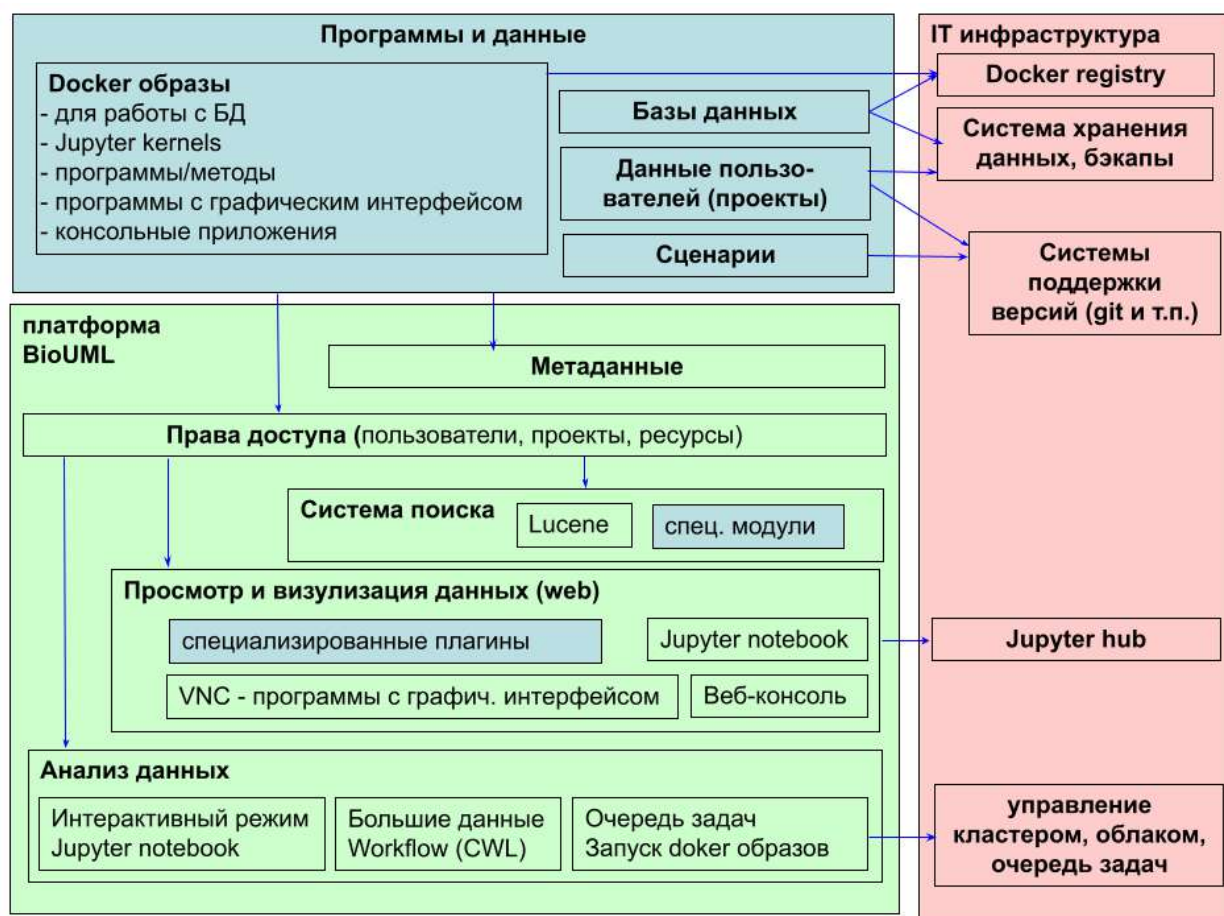 Программы и данные
Docker образы
- для работы с БД
- Jupyter kernels
- программы/методы
- программы с графическим интерфейсом
- консольные приложения
Базы данных
Данные пользо-
вателей (проекты)
Сценарии
IT инфраструктура
Docker registry
Система хранения
данных, бэкапы
Системы
поддержки
версий (git и т.п.)
платформа
BioUML
Метаданные
Права доступа (пользователи, проекты, ресурсы)
Система поиска
Lucene
спец. модули
Просмотр и визулизация данных (web)
специализированные плагины
Jupyter notebook
VNC - программы с графич. интерфейсом
Веб-консоль
Jupyter hub
Анализ данных
Интерактивный режим
Jupyter notebook
Большие данные
Workflow (CWL)
Очередь задач
Запуск doker образов
управление
кластером, облаком,
очередь задач